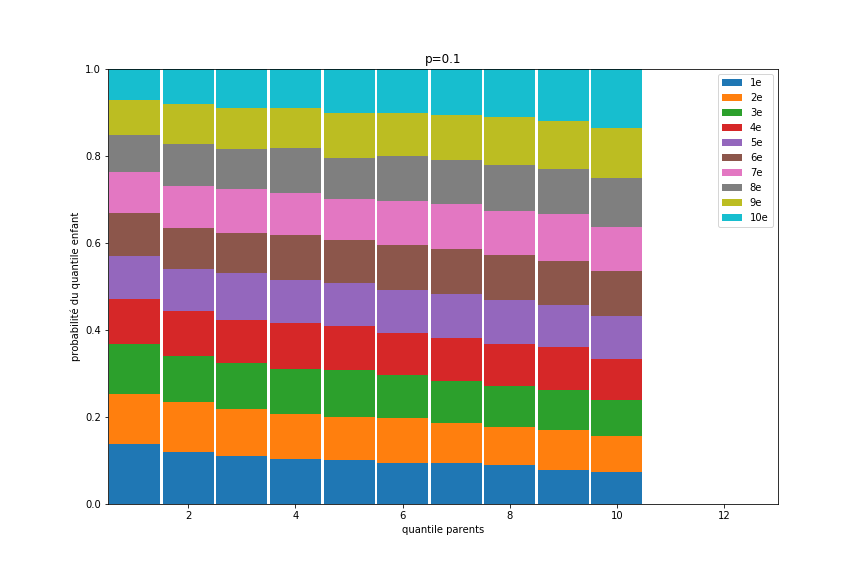 p=0.1
1.0
0.8
0.6
0.4
0.2
0.0
probabilité du quantile enfant
2
4
6
8
10
12
quantile parents
1e
2e
3e
4e
5e
6e
7e
8e
9e
10e